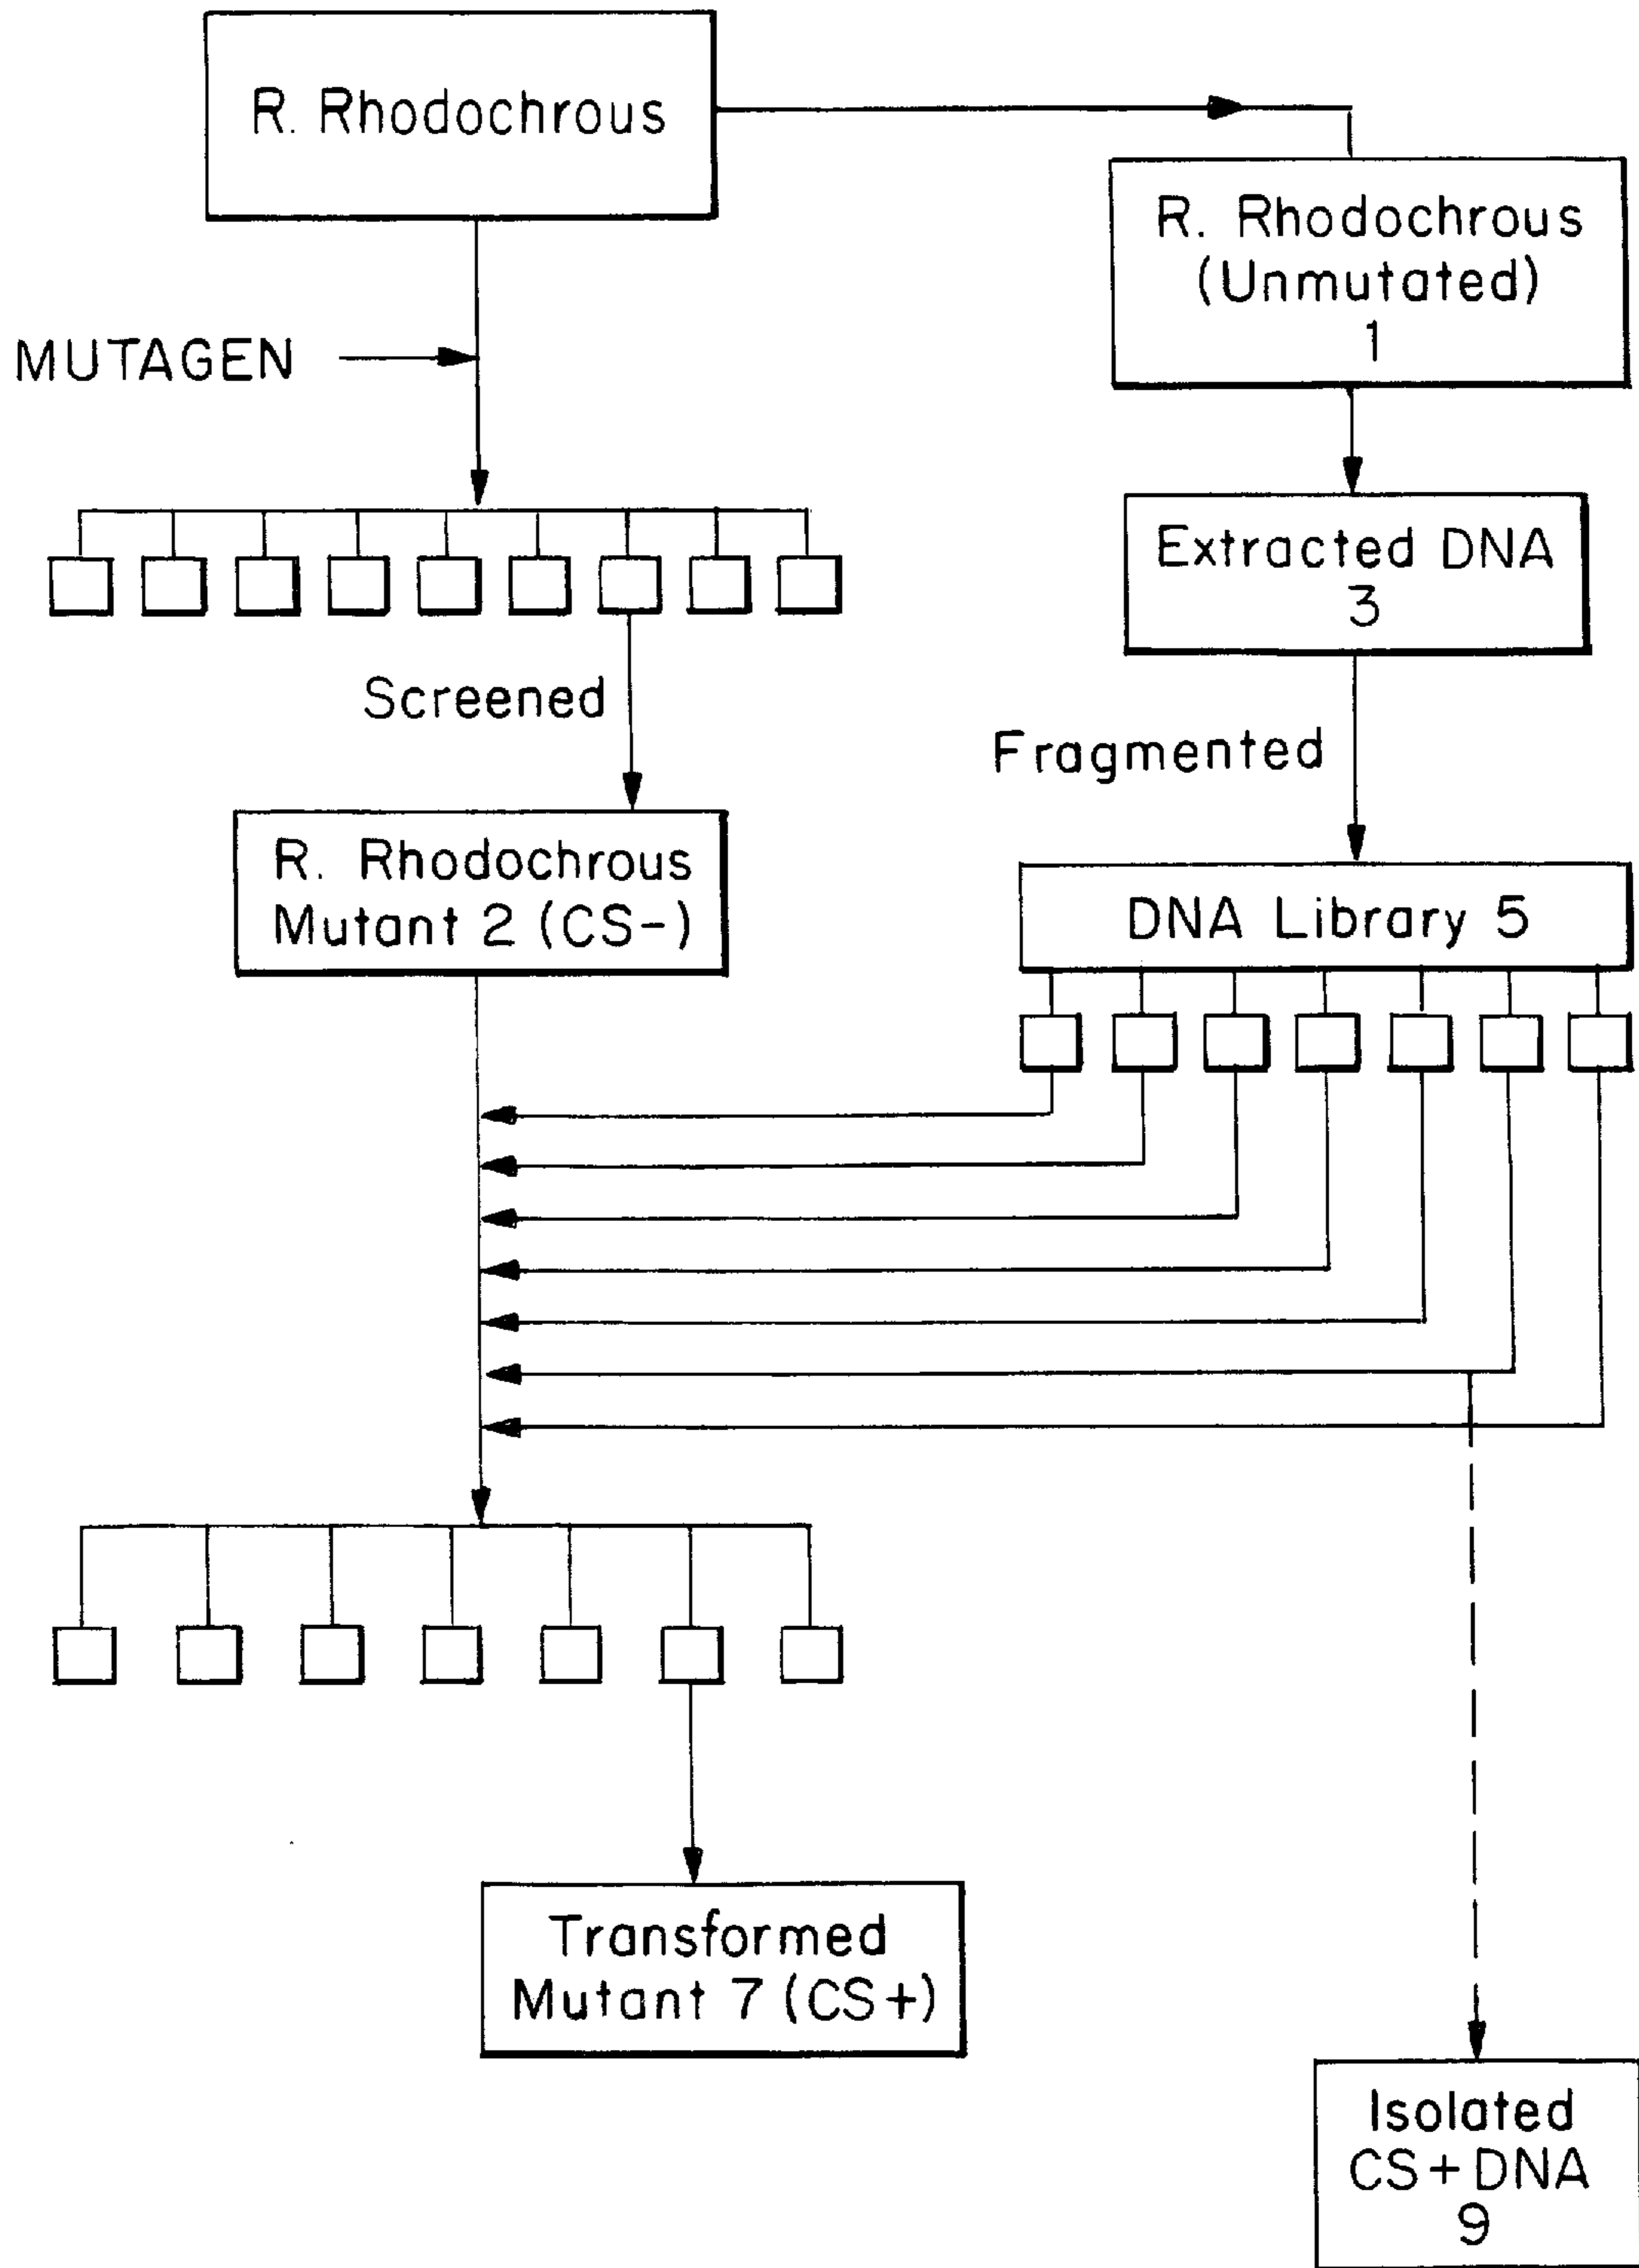 R. Rhodochrous
R. Rhodochrous
(Unmutated)
1
MUTAGEN
Extracted DNA
3
Screened
Fragmented
R. Rhodochrous
Mutant 2 (CS-)
DNA Library 5
Transformed
Mutant 7 (CS+)
Isolated
CS+DNA
9